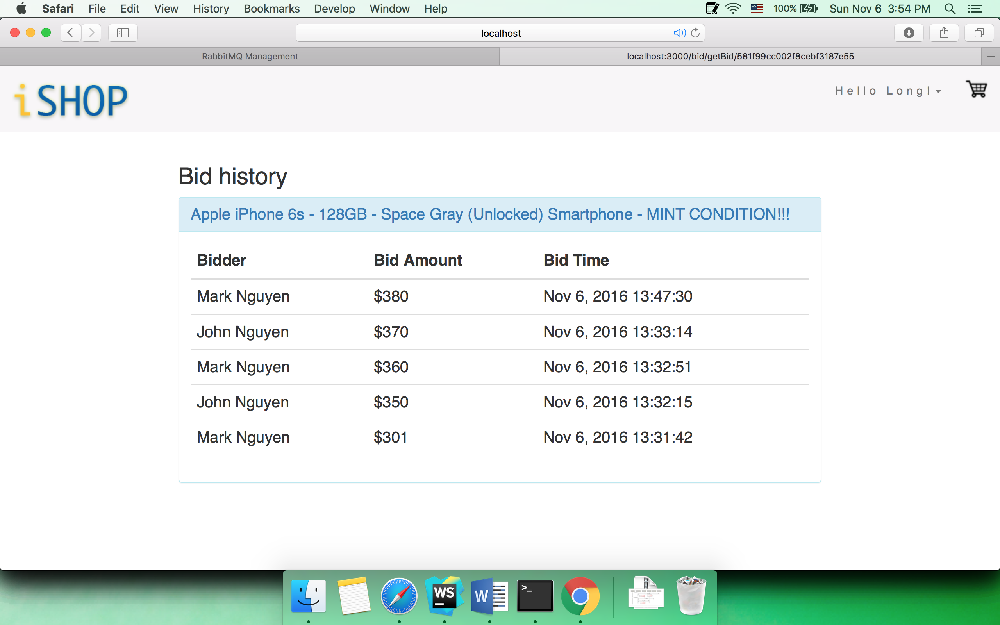 Safari File Edit View History Bookmarks Develop Window Help 100% Sun Nov 6 3:54 PM
localhost
RabbitMQ Management localhost:3000/bid/getBid/581f99cc002f8cebf3187e55
iSHOP Hello Long!
Bid history
Apple iPhone 6s - 128GB - Space Gray (Unlocked) Smartphone - MINT CONDITION!!!
Bidder Bid Amount Bid Time
Mark Nguyen $380 Nov 6, 2016 13:47:30
John Nguyen $370 Nov 6, 2016 13:33:14
Mark Nguyen $360 Nov 6, 2016 13:32:51
John Nguyen $350 Nov 6, 2016 13:32:15
Mark Nguyen $301 Nov 6, 2016 13:31:42
WS W >_